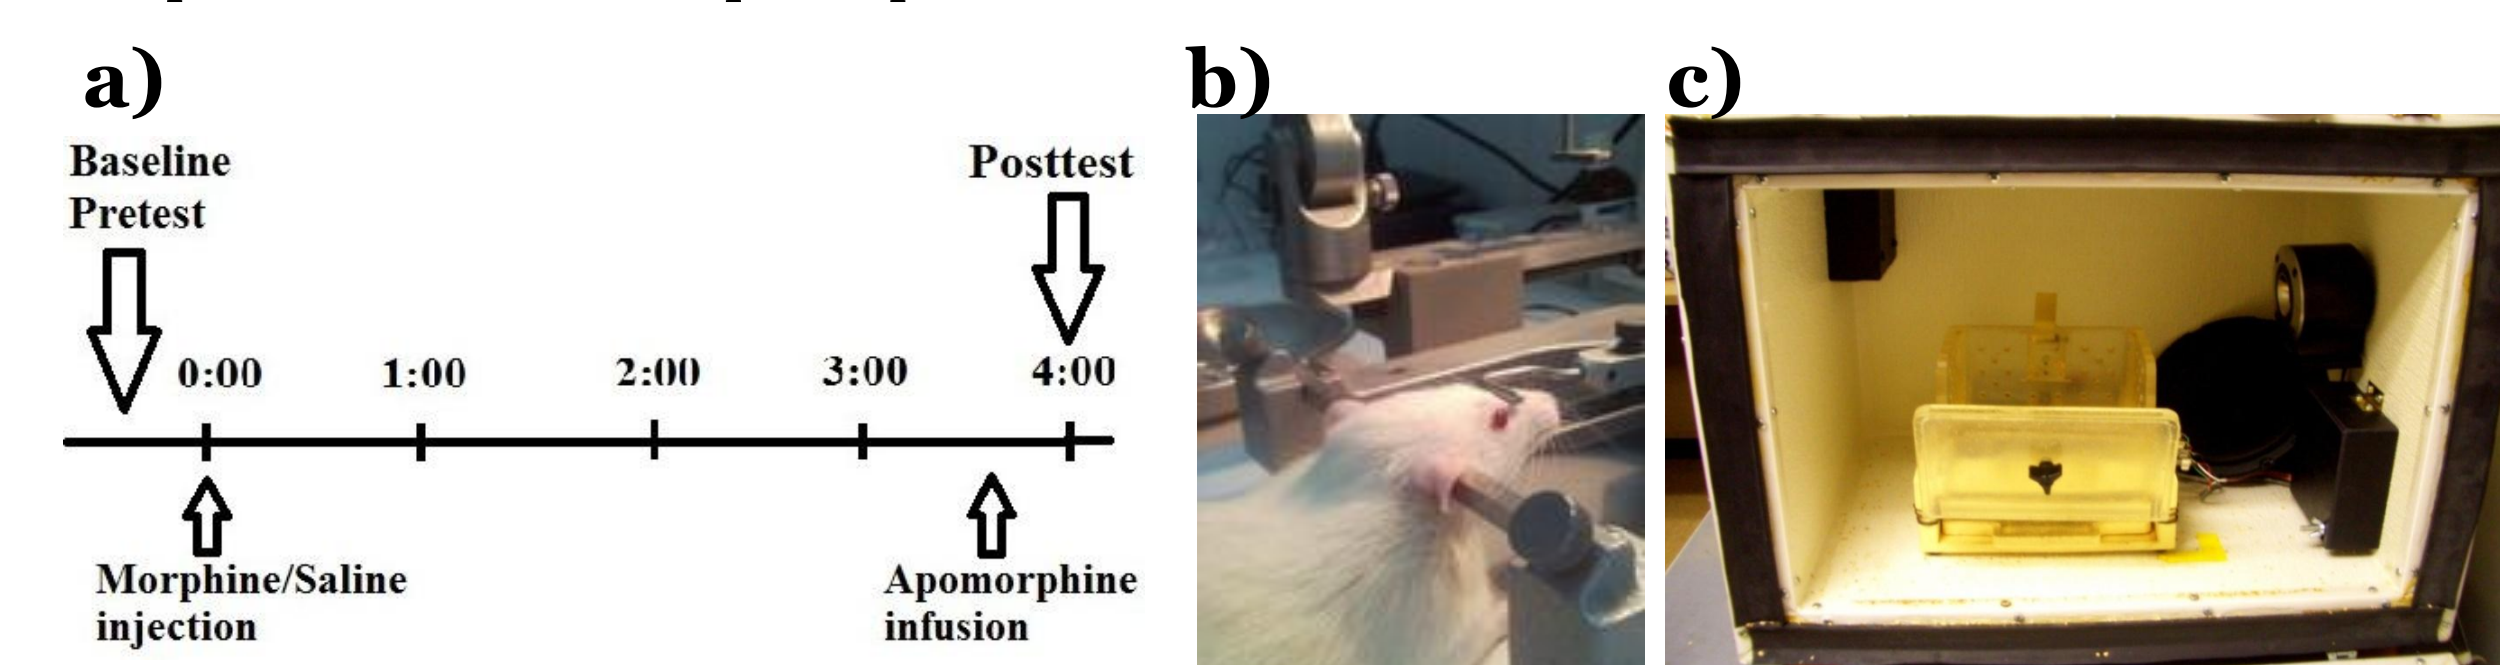 a)
b)
c)
Baseline
Pretest
Posttest
0:00
1:00
2:00
3:00
4:00
Morphine/Saline
injection
Apomorphine
infusion